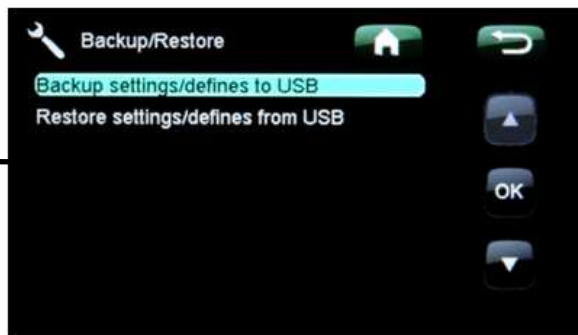 Backup/Restore
Backup settings/defines to USB
Restore settings/defines from USB
OK